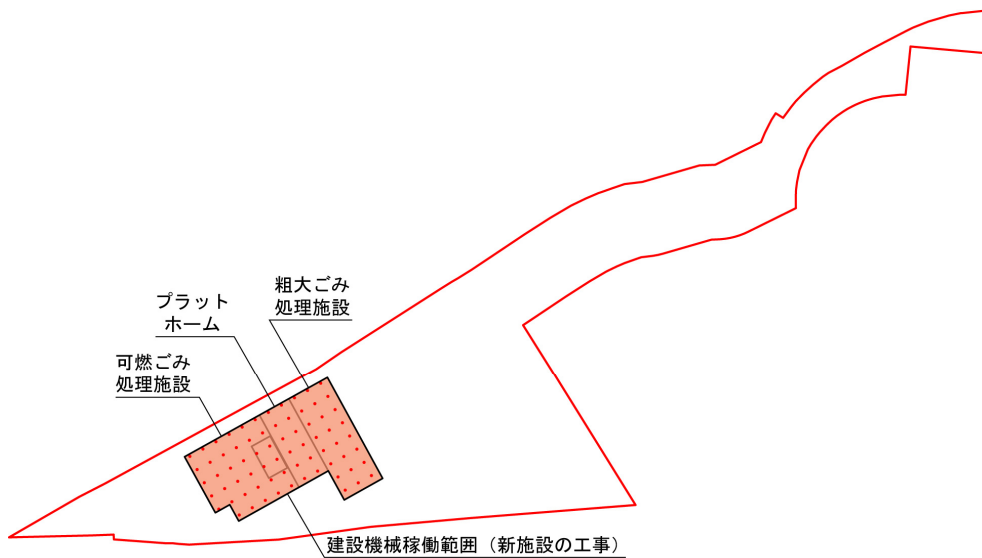 粗大ごみ
処理施設
プラット
ホーム
可燃ごみ
処理施設
建設機械稼働範囲（新施設の工事）